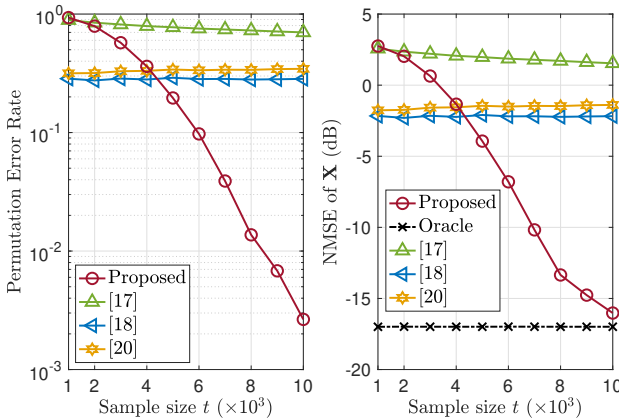 Permutation Error Rate
10^0
10^-1
10^-2
10^-3
Proposed
[17]
[18]
[20]
1 2 4 6 8 10
Sample size t (×10^3)
NMSE of X (dB)
5
0
-5
-10
-15
-20
Proposed
Oracle
[17]
[18]
[20]
1 2 4 6 8 10
Sample size t (×10^3)